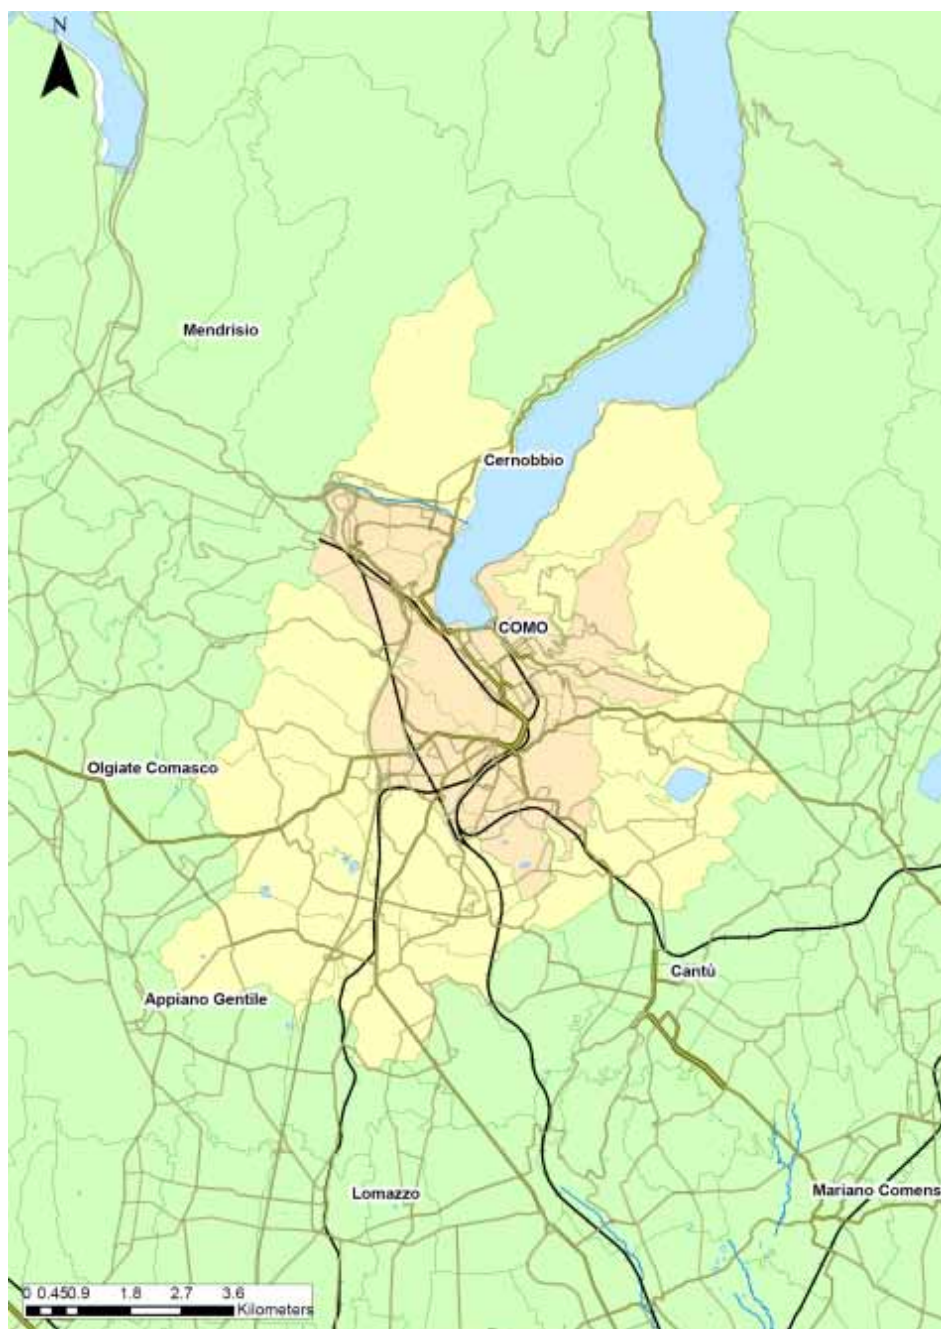 N
Mendrisio
Cernobbio
COMO
Olgiate Comasco
Cantù
Appiano Gentile
Lomazzo
Mariano Comens
0 0.450.9 1.8 2.7 3.6
Kilometers